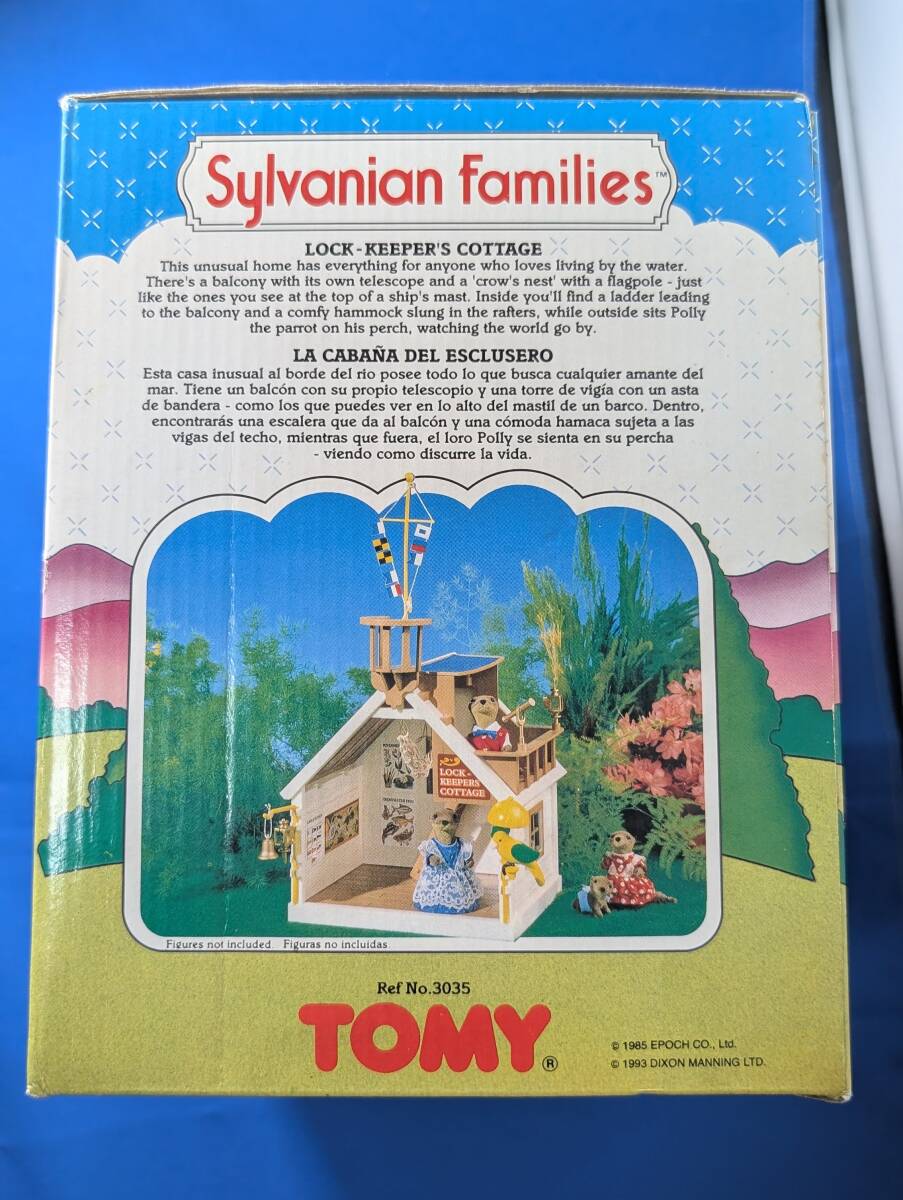 Sylvanian Families™
LOCK-KEEPER'S COTTAGE
This unusual home has everything for anyone who loves living by the water.
There's a balcony with its own telescope and a 'crow's nest' with a flagpole - just
like the ones you see at the top of a ship's mast. Inside you'll find a ladder leading
to the balcony and a comfy hammock slung in the rafters, while outside sits Polly
the parrot on his perch, watching the world go by.
LA CABAÑA DEL ESCLUSERO
Esta casa inusual al borde del rio posee todo lo que busca cualquier amante del
mar. Tiene un balcón con su propio telescopio y una torre de vigía con un asta
de bandera - como los que puedes ver en lo alto del mastil de un barco. Dentro,
encontrarás una escalera que da al balcón y una cómoda hamaca sujeta a las
vigas del techo, mientras que fuera, el loro Polly se sienta en su percha
- viendo como discurre la vida.
LOCK-
KEEPERS
COTTAGE
Figures not included. Figuras no incluidas.
Ref No.3035
TOMY®
© 1985 EPOCH CO., Ltd.
© 1993 DIXON MANNING LTD.